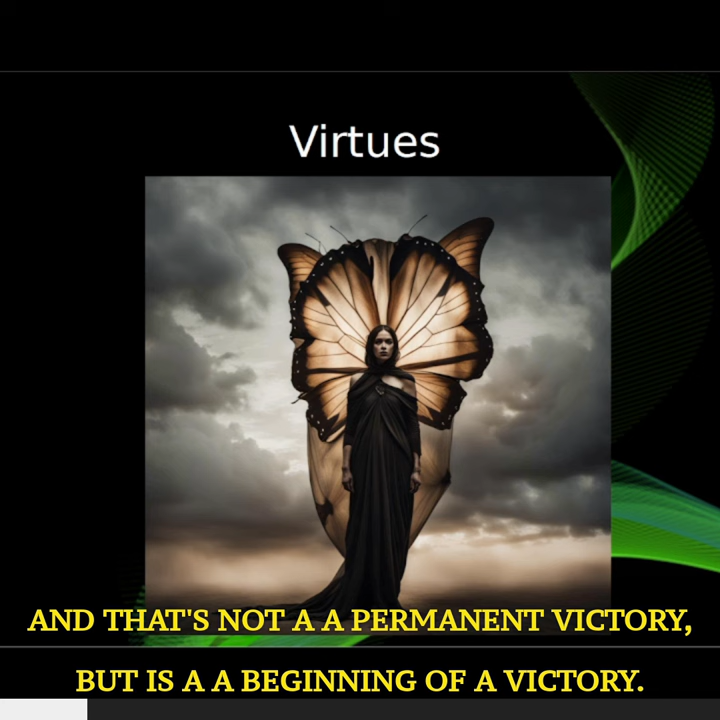 Virtues
AND THAT'S NOT A A PERMANENT VICTORY,
BUT IS A A BEGINNING OF A VICTORY.